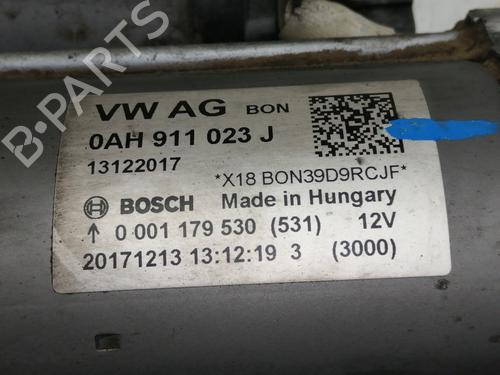 VW AG BON
0AH 911 023 J
13122017
*X18 BON39D9RCJF*
BOSCH Made in Hungary
↑ 0 001 179 530 (531) 12V
20171213 13:12:19 3 (3000)
B-PARTS